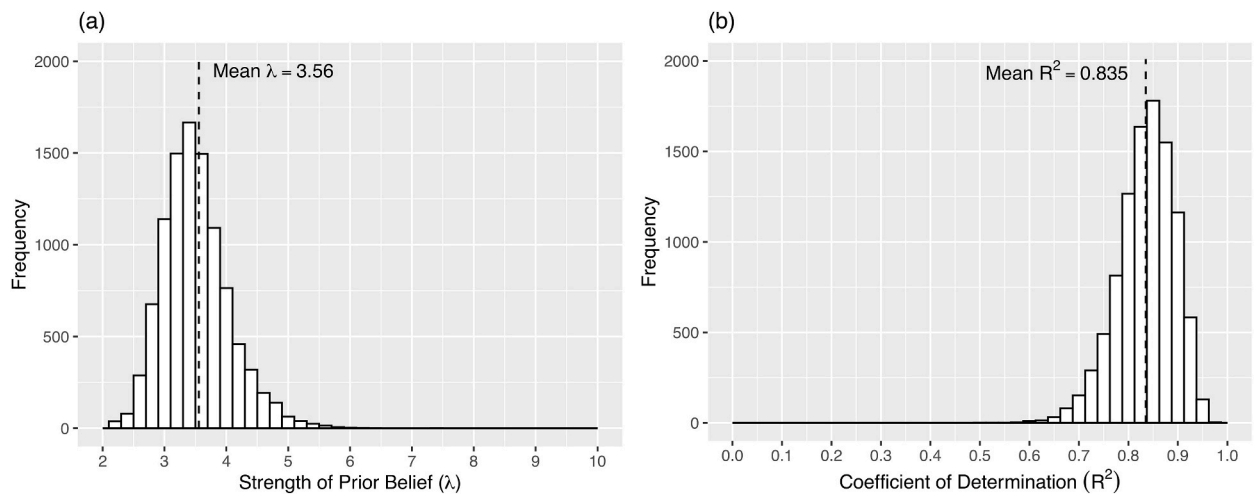 (a)
Mean λ = 3.56
2000
1500
1000
500
0
Frequency
2 3 4 5 6 7 8 9 10
Strength of Prior Belief (λ)
(b)
Mean R² = 0.835
2000
1500
1000
500
0
Frequency
0.0 0.1 0.2 0.3 0.4 0.5 0.6 0.7 0.8 0.9 1.0
Coefficient of Determination (R²)